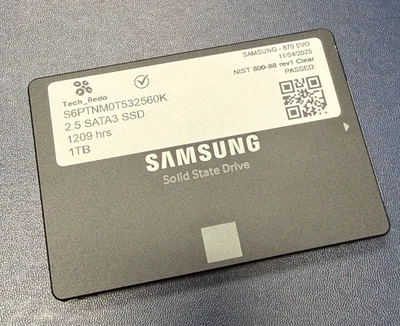 Tech_Redo
S6PTNM0T532560K
2.5 SATA3 SSD
1209 hrs
1TB
SAMSUNG - 870 EVO
11/04/2025
NIST 800-88 rev1 Clear
PASSED
SAMSUNG
Solid State Drive